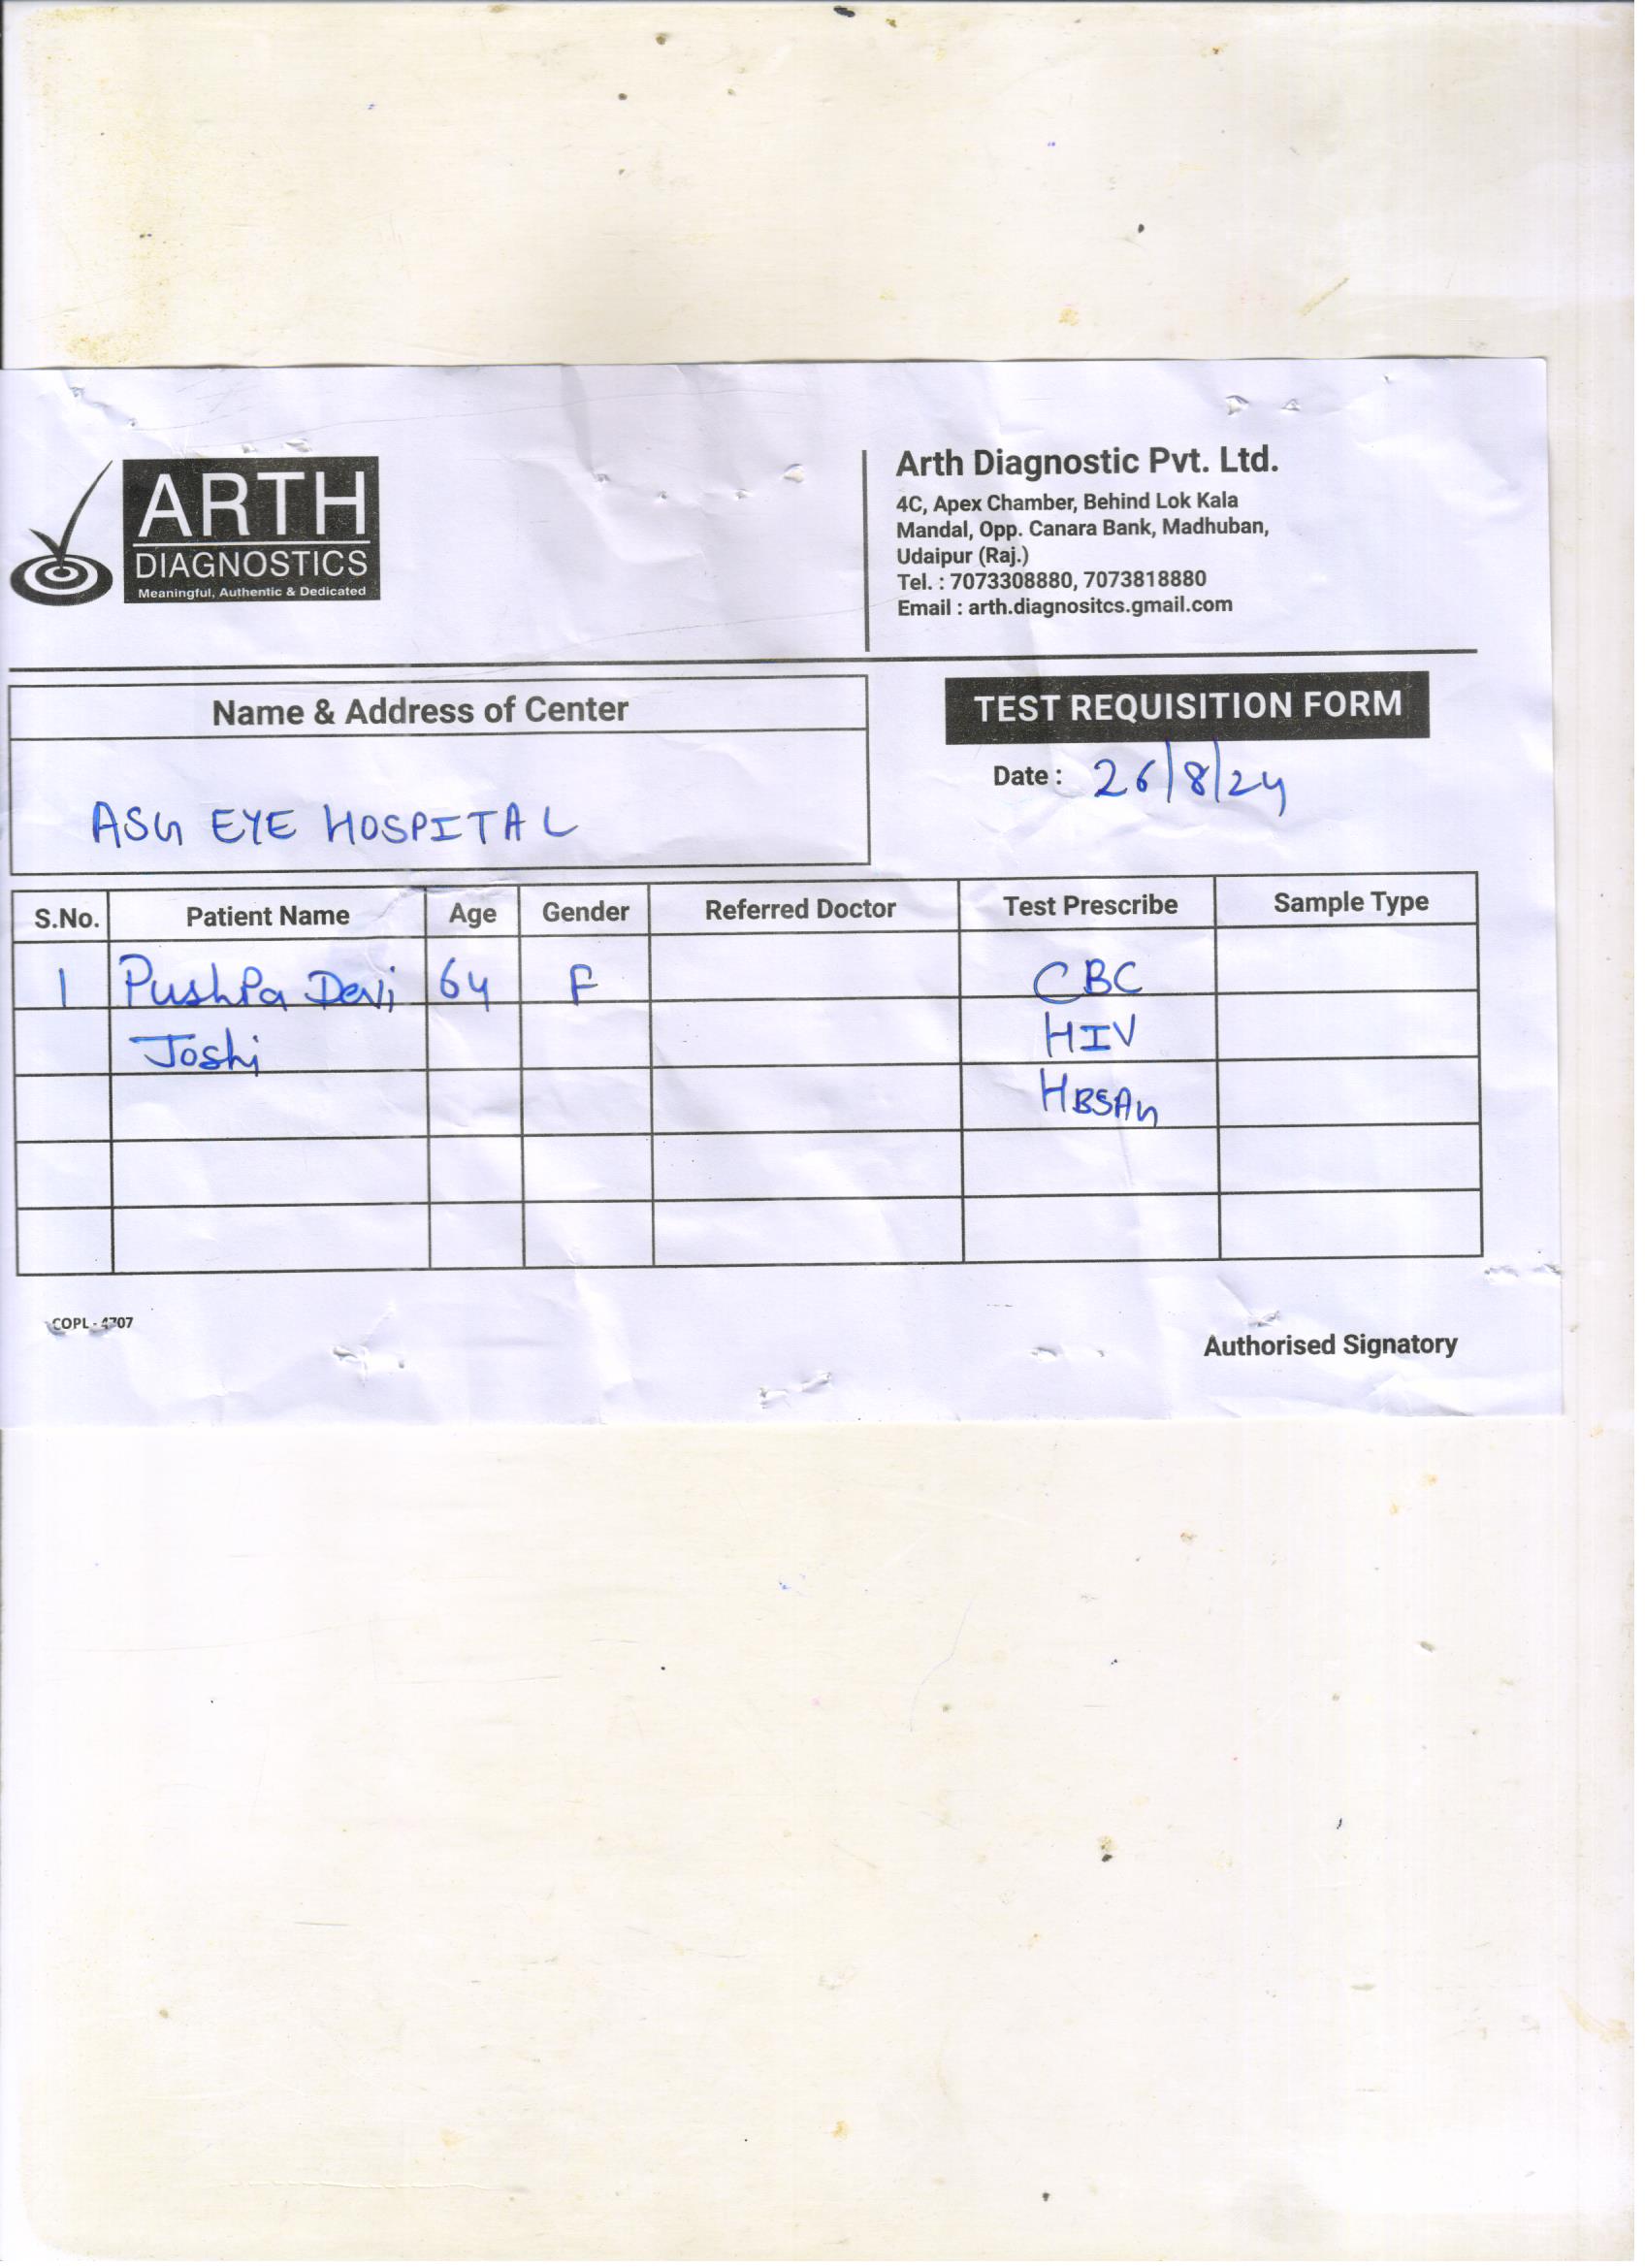 ARTH
DIAGNOSTICS
Meaningful, Authentic & Dedicated
Arth Diagnostic Pvt. Ltd.
4C, Apex Chamber, Behind Lok Kala
Mandal, Opp. Canara Bank, Madhuban,
Udaipur (Raj.)
Tel. : 7073308880, 7073818880
Email : arth.diagnositcs.gmail.com
Name & Address of Center
ASG EYE HOSPITAL
TEST REQUISITION FORM
Date : 26/8/24
S.No. Patient Name Age Gender Referred Doctor Test Prescribe Sample Type
1 Pushpa Devi 64 F CBC
Joshi HIV
HBSAG
COPL - 4707
Authorised Signatory